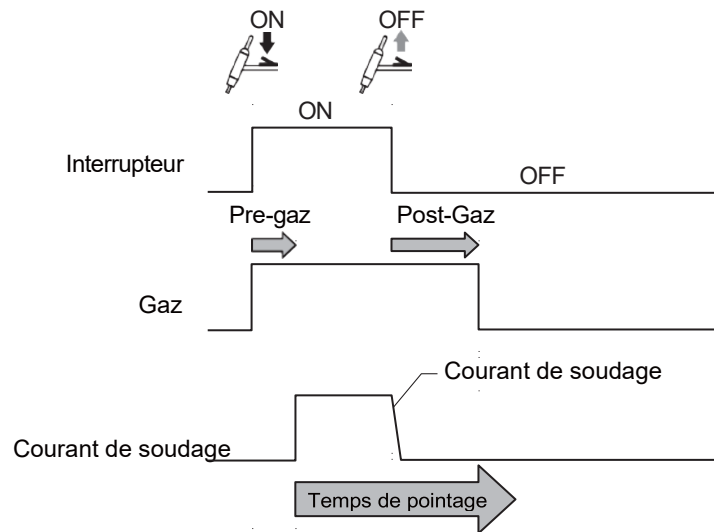 ON
OFF
ON
Interrupteur
OFF
Pre-gaz
Post-Gaz
Gaz
Courant de soudage
Courant de soudage
Temps de pointage